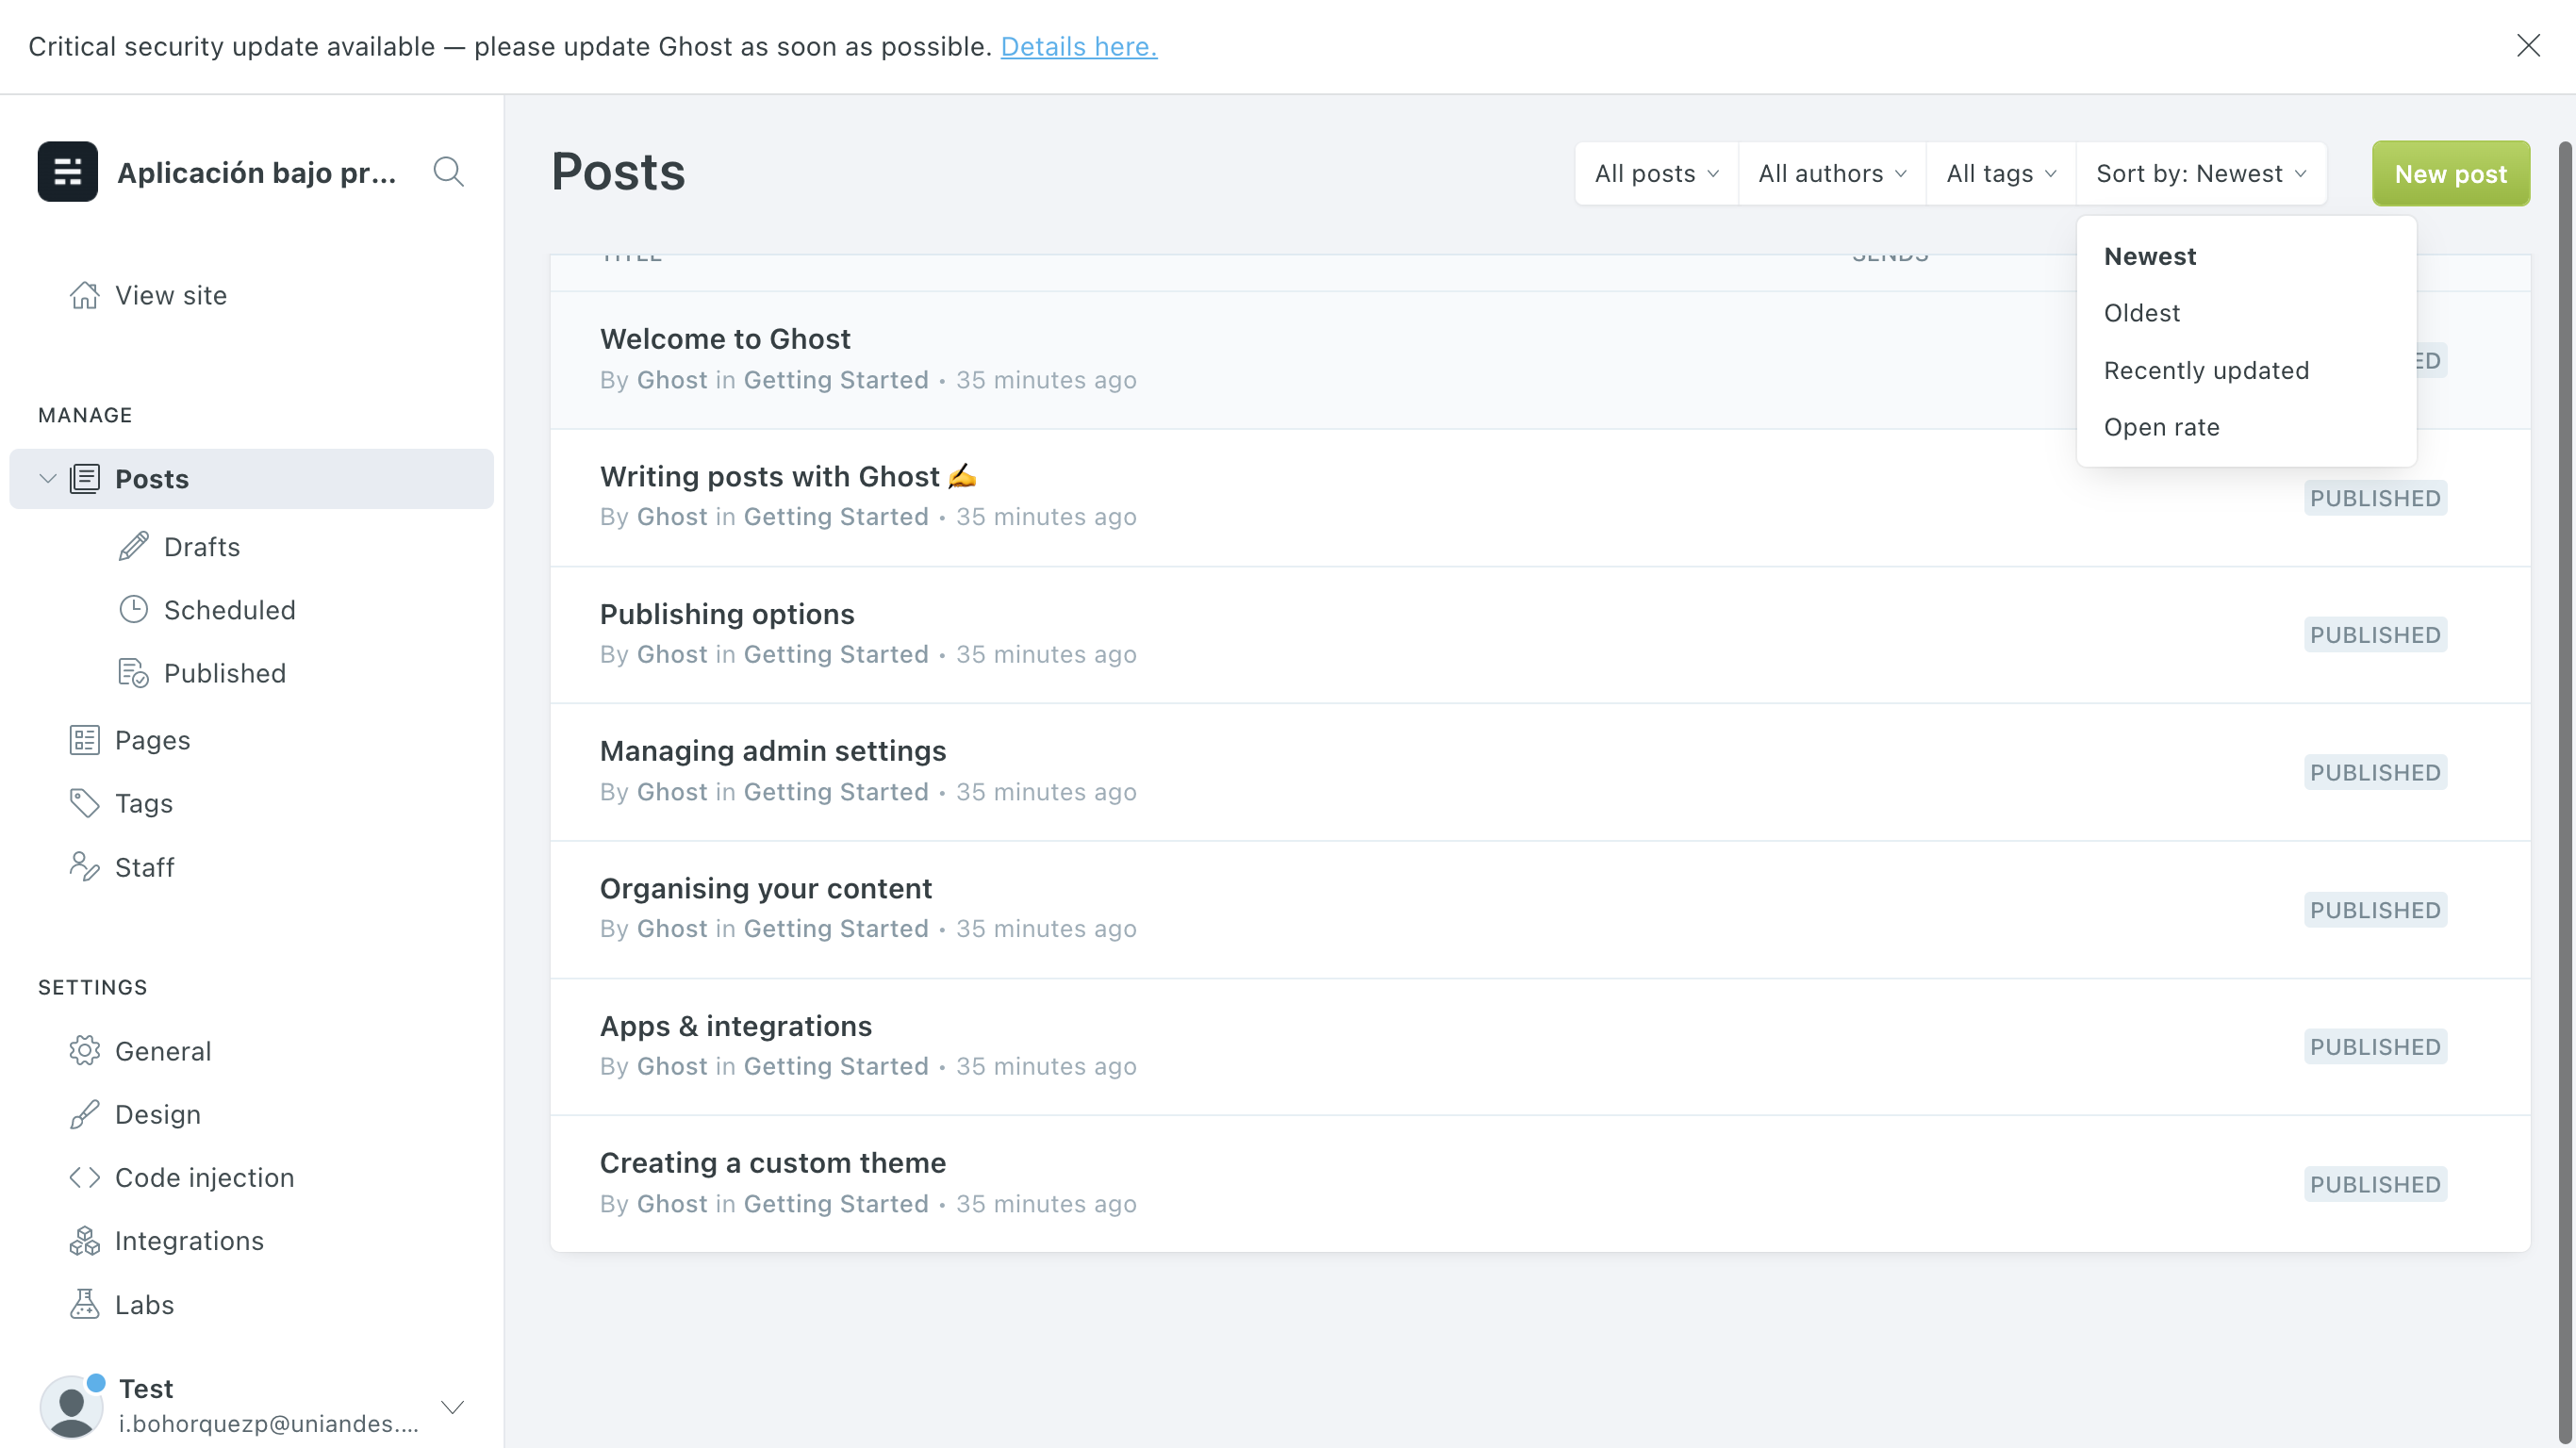 Critical security update available — please update Ghost as soon as possible. Details here.
Aplicación bajo pr...
View site
MANAGE
Posts
Drafts
Scheduled
Published
Pages
Tags
Staff
SETTINGS
General
Design
Code injection
Integrations
Labs
Test
i.bohorquezp@uniandes....
Posts
All posts
All authors
All tags
Sort by: Newest
New post
Newest
Oldest
Recently updated
Open rate
TITLE SENDS
Welcome to Ghost
By Ghost in Getting Started • 35 minutes ago
ED
Writing posts with Ghost ✍️
By Ghost in Getting Started • 35 minutes ago
PUBLISHED
Publishing options
By Ghost in Getting Started • 35 minutes ago
PUBLISHED
Managing admin settings
By Ghost in Getting Started • 35 minutes ago
PUBLISHED
Organising your content
By Ghost in Getting Started • 35 minutes ago
PUBLISHED
Apps & integrations
By Ghost in Getting Started • 35 minutes ago
PUBLISHED
Creating a custom theme
By Ghost in Getting Started • 35 minutes ago
PUBLISHED